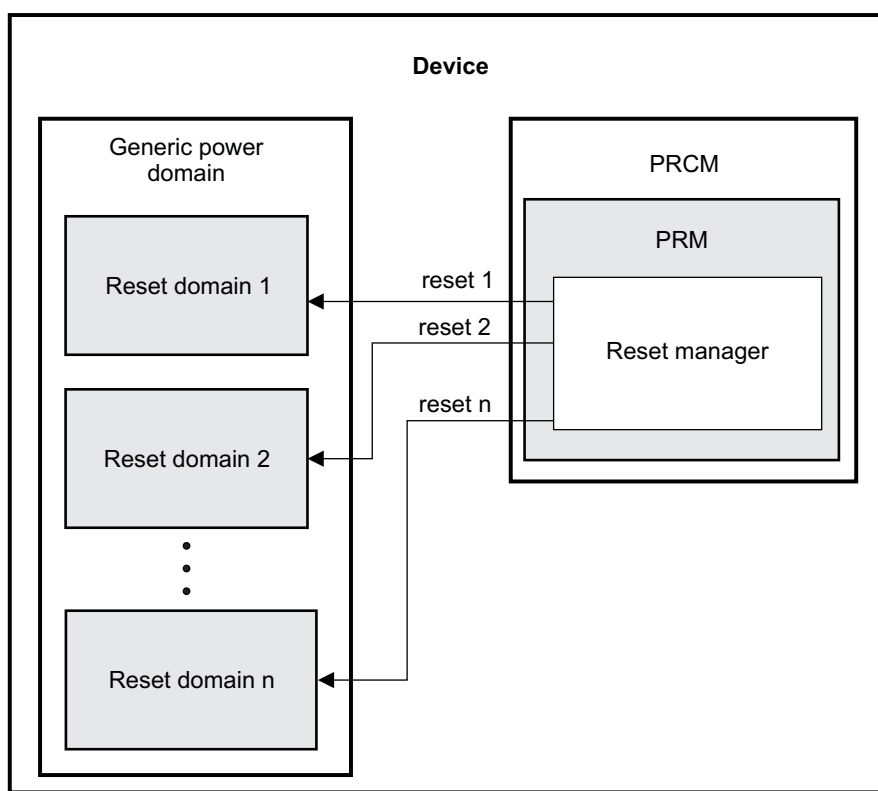 Device
Generic power
domain
Reset domain 1
Reset domain 2
Reset domain n
reset 1
reset 2
reset n
PRCM
PRM
Reset manager